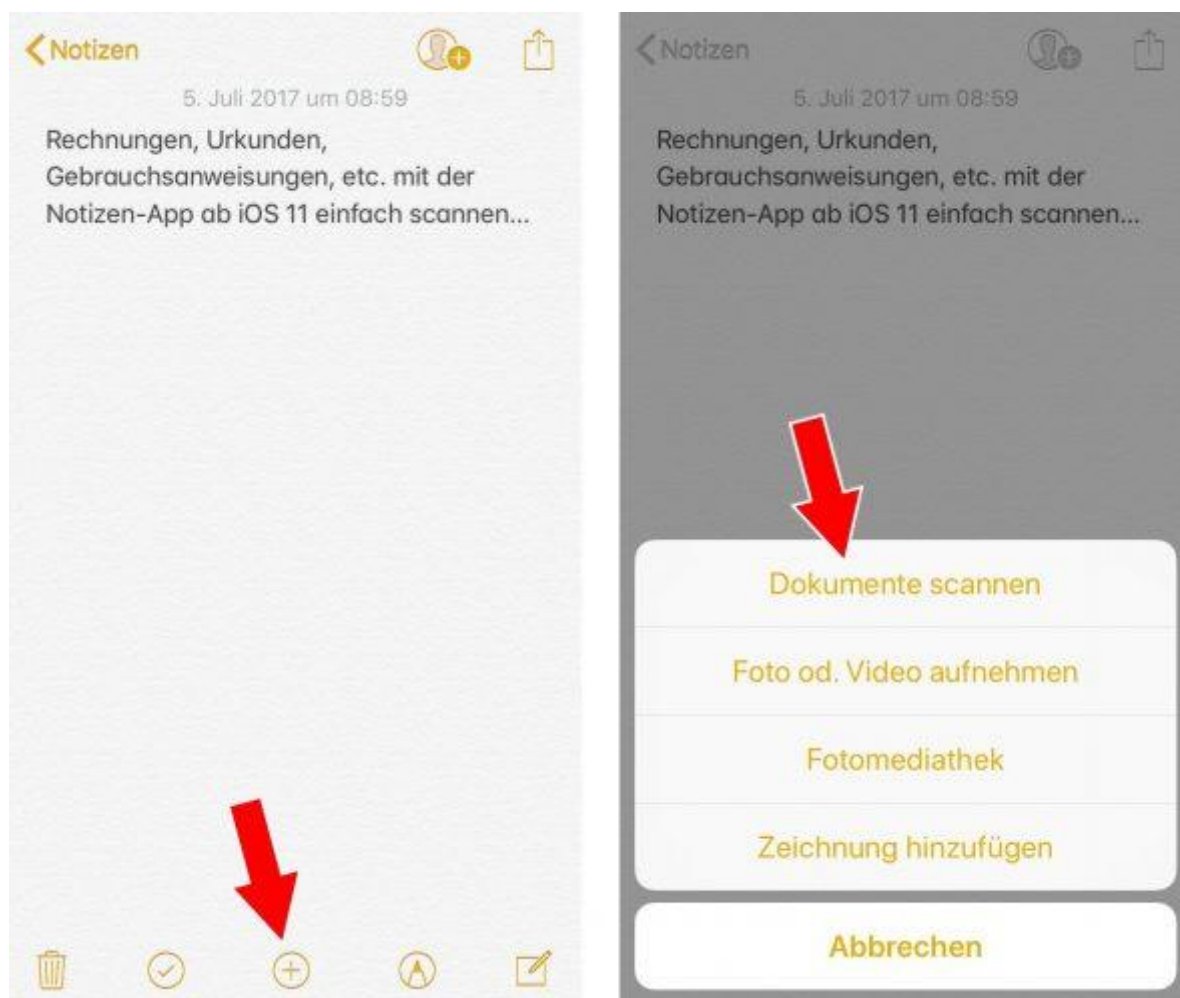 Notizen
5. Juli 2017 um 08:59
Rechnungen, Urkunden,
Gebrauchsanweisungen, etc. mit der
Notizen-App ab iOS 11 einfach scannen...
Notizen
5. Juli 2017 um 08:59
Rechnungen, Urkunden,
Gebrauchsanweisungen, etc. mit der
Notizen-App ab iOS 11 einfach scannen...
Dokumente scannen
Foto od. Video aufnehmen
Fotomediathek
Zeichnung hinzufügen
Abbrechen